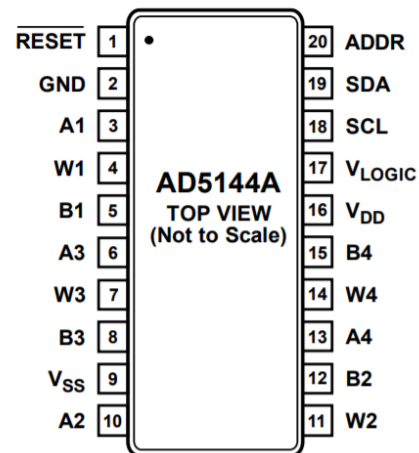 RESET 1 20 ADDR
GND 2 19 SDA
A1 3 18 SCL
W1 4 17 VLOGIC
AD5144A
B1 5 16 VDD
TOP VIEW
(Not to Scale)
A3 6 15 B4
W3 7 14 W4
B3 8 13 A4
VSS 9 12 B2
A2 10 11 W2